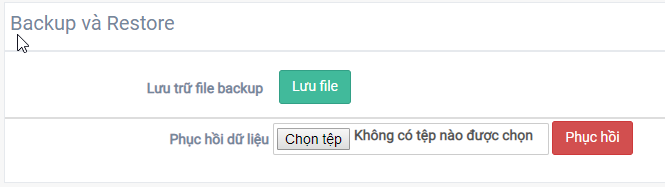 Backup và Restore
Lưu trữ file backup Lưu file
Phục hồi dữ liệu Chọn tệp Không có tệp nào được chọn Phục hồi